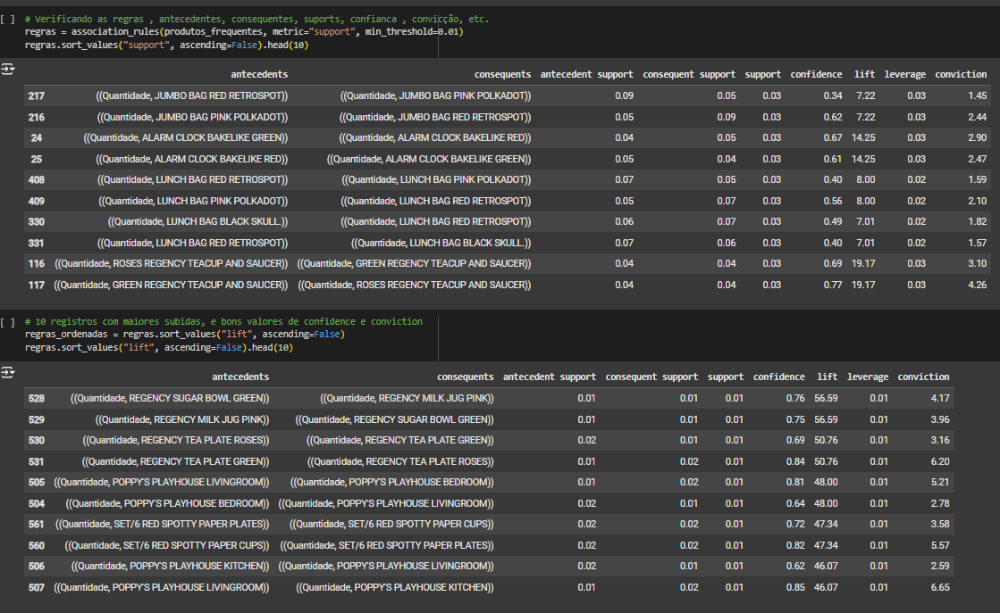 [ ] # Verificando as regras , antecedentes, consequentes, suports, confianca , convicção, etc.
regras = association_rules(produtos_frequentes, metric="support", min_threshold=0.01)
regras.sort_values("support", ascending=False).head(10)
antecedents consequents antecedent support consequent support support confidence lift leverage conviction
217 ((Quantidade, JUMBO BAG RED RETROSPOT)) ((Quantidade, JUMBO BAG PINK POLKADOT)) 0.09 0.05 0.03 0.34 7.22 0.03 1.45
216 ((Quantidade, JUMBO BAG PINK POLKADOT)) ((Quantidade, JUMBO BAG RED RETROSPOT)) 0.05 0.09 0.03 0.62 7.22 0.03 2.44
24 ((Quantidade, ALARM CLOCK BAKELIKE GREEN)) ((Quantidade, ALARM CLOCK BAKELIKE RED)) 0.04 0.05 0.03 0.67 14.25 0.03 2.90
25 ((Quantidade, ALARM CLOCK BAKELIKE RED)) ((Quantidade, ALARM CLOCK BAKELIKE GREEN)) 0.05 0.04 0.03 0.61 14.25 0.03 2.47
408 ((Quantidade, LUNCH BAG RED RETROSPOT)) ((Quantidade, LUNCH BAG PINK POLKADOT)) 0.07 0.05 0.03 0.40 8.00 0.02 1.59
409 ((Quantidade, LUNCH BAG PINK POLKADOT)) ((Quantidade, LUNCH BAG RED RETROSPOT)) 0.05 0.07 0.03 0.56 8.00 0.02 2.10
330 ((Quantidade, LUNCH BAG BLACK SKULL.)) ((Quantidade, LUNCH BAG RED RETROSPOT)) 0.06 0.07 0.03 0.49 7.01 0.02 1.82
331 ((Quantidade, LUNCH BAG RED RETROSPOT)) ((Quantidade, LUNCH BAG BLACK SKULL.)) 0.07 0.06 0.03 0.40 7.01 0.02 1.57
116 ((Quantidade, ROSES REGENCY TEACUP AND SAUCER)) ((Quantidade, GREEN REGENCY TEACUP AND SAUCER)) 0.04 0.04 0.03 0.69 19.17 0.03 3.10
117 ((Quantidade, GREEN REGENCY TEACUP AND SAUCER)) ((Quantidade, ROSES REGENCY TEACUP AND SAUCER)) 0.04 0.04 0.03 0.77 19.17 0.03 4.26
[ ] # 10 registros com maiores subidas, e bons valores de confidence e conviction
regras_ordenadas = regras.sort_values("lift", ascending=False)
regras.sort_values("lift", ascending=False).head(10)
antecedents consequents antecedent support consequent support support confidence lift leverage conviction
528 ((Quantidade, REGENCY SUGAR BOWL GREEN)) ((Quantidade, REGENCY MILK JUG PINK)) 0.01 0.01 0.01 0.76 56.59 0.01 4.17
529 ((Quantidade, REGENCY MILK JUG PINK)) ((Quantidade, REGENCY SUGAR BOWL GREEN)) 0.01 0.01 0.01 0.75 56.59 0.01 3.96
530 ((Quantidade, REGENCY TEA PLATE ROSES)) ((Quantidade, REGENCY TEA PLATE GREEN)) 0.02 0.01 0.01 0.69 50.76 0.01 3.16
531 ((Quantidade, REGENCY TEA PLATE GREEN)) ((Quantidade, REGENCY TEA PLATE ROSES)) 0.01 0.02 0.01 0.84 50.76 0.01 6.20
505 ((Quantidade, POPPY'S PLAYHOUSE LIVINGROOM)) ((Quantidade, POPPY'S PLAYHOUSE BEDROOM)) 0.01 0.02 0.01 0.81 48.00 0.01 5.21
504 ((Quantidade, POPPY'S PLAYHOUSE BEDROOM)) ((Quantidade, POPPY'S PLAYHOUSE LIVINGROOM)) 0.02 0.01 0.01 0.64 48.00 0.01 2.78
561 ((Quantidade, SET/6 RED SPOTTY PAPER PLATES)) ((Quantidade, SET/6 RED SPOTTY PAPER CUPS)) 0.02 0.02 0.01 0.72 47.34 0.01 3.58
560 ((Quantidade, SET/6 RED SPOTTY PAPER CUPS)) ((Quantidade, SET/6 RED SPOTTY PAPER PLATES)) 0.02 0.02 0.01 0.82 47.34 0.01 5.57
506 ((Quantidade, POPPY'S PLAYHOUSE KITCHEN)) ((Quantidade, POPPY'S PLAYHOUSE LIVINGROOM)) 0.02 0.01 0.01 0.62 46.07 0.01 2.59
507 ((Quantidade, POPPY'S PLAYHOUSE LIVINGROOM)) ((Quantidade, POPPY'S PLAYHOUSE KITCHEN)) 0.01 0.02 0.01 0.85 46.07 0.01 6.65